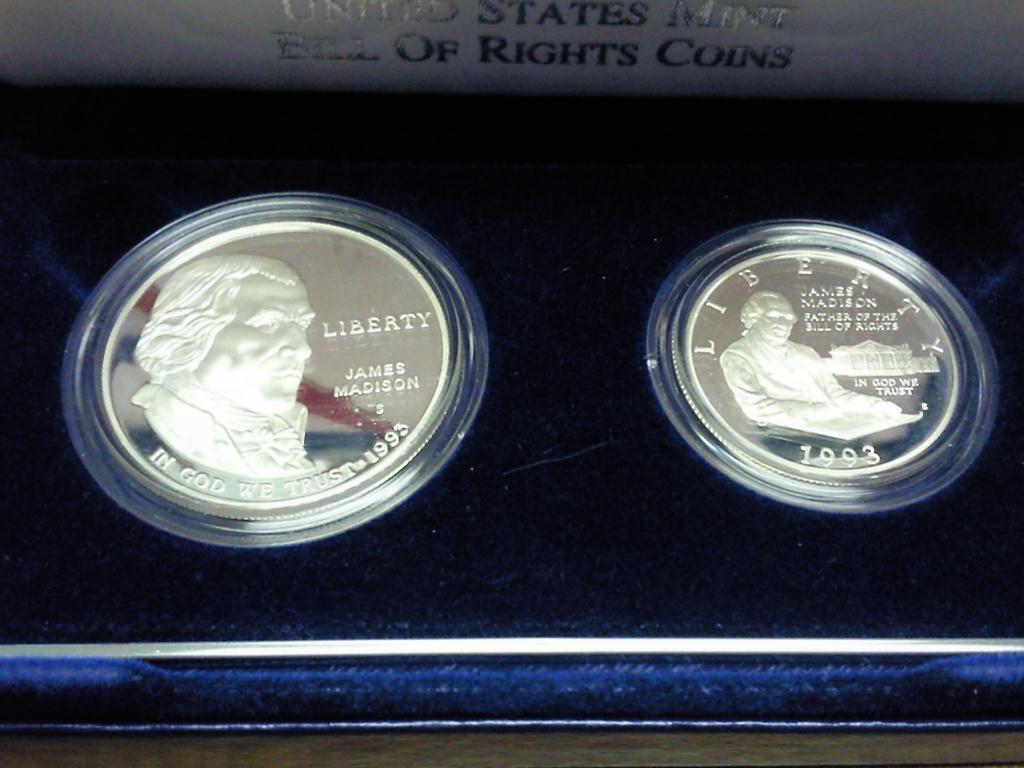 UNITED STATES MINT
BILL OF RIGHTS COINS
LIBERTY
JAMES
MADISON
S
IN GOD WE TRUST 1993
LIBERTY
JAMES
MADISON
FATHER OF THE
BILL OF RIGHTS
IN GOD WE
TRUST
S
1993